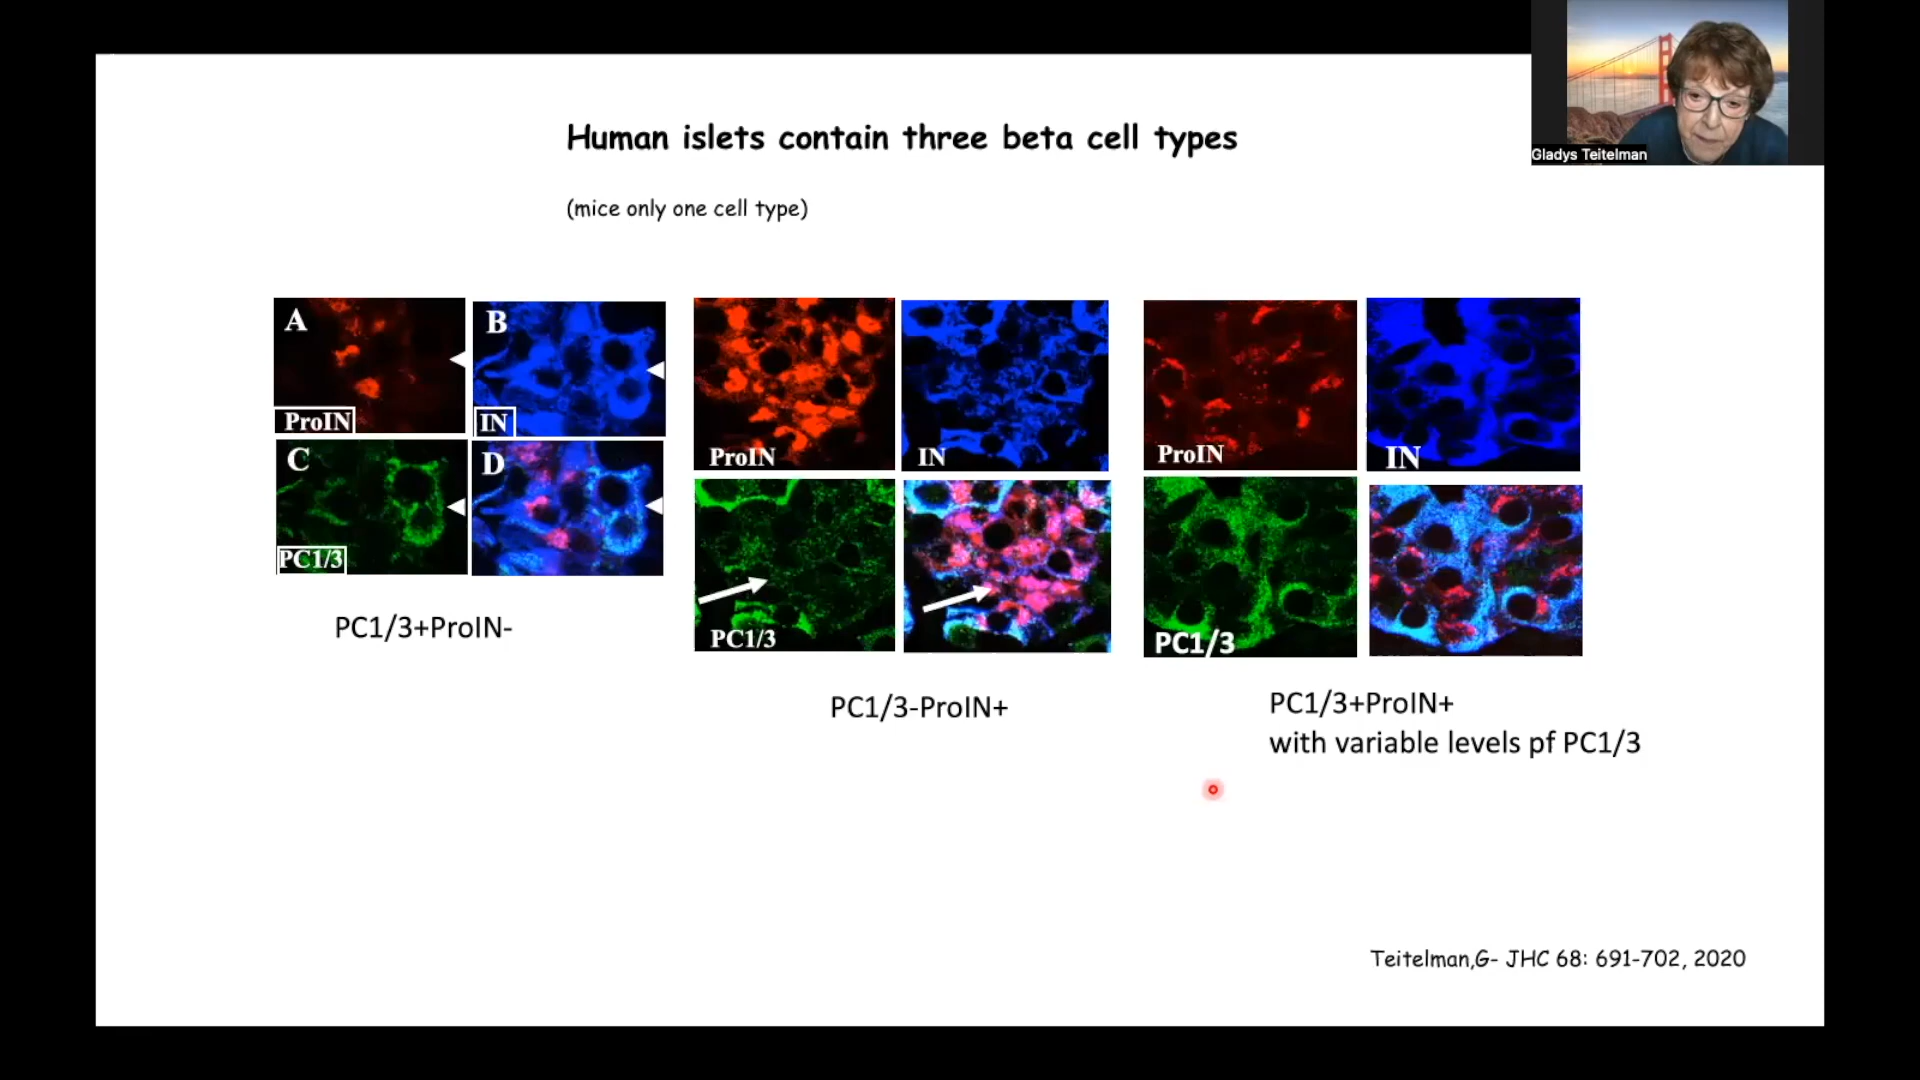 Gladys Teitelman
Human islets contain three beta cell types
(mice only one cell type)
A
B
ProIN
IN
C
D
PC1/3
PC1/3+ProIN-
ProIN
IN
PC1/3
PC1/3-ProIN+
ProIN
IN
PC1/3
PC1/3+ProIN+
with variable levels pf PC1/3
Teitelman,G- JHC 68: 691-702, 2020